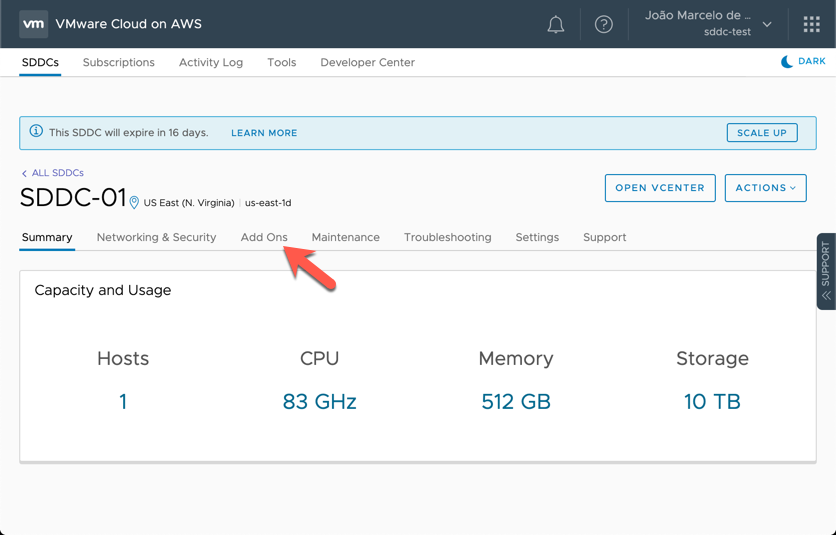 vm VMware Cloud on AWS
João Marcelo de ...
sddc-test
SDDCs Subscriptions Activity Log Tools Developer Center DARK
This SDDC will expire in 16 days. LEARN MORE SCALE UP
ALL SDDCs
SDDC-01 US East (N. Virginia) us-east-1d OPEN VCENTER ACTIONS
Summary Networking & Security Add Ons Maintenance Troubleshooting Settings Support
SUPPORT
Capacity and Usage
Hosts CPU Memory Storage
1 83 GHz 512 GB 10 TB